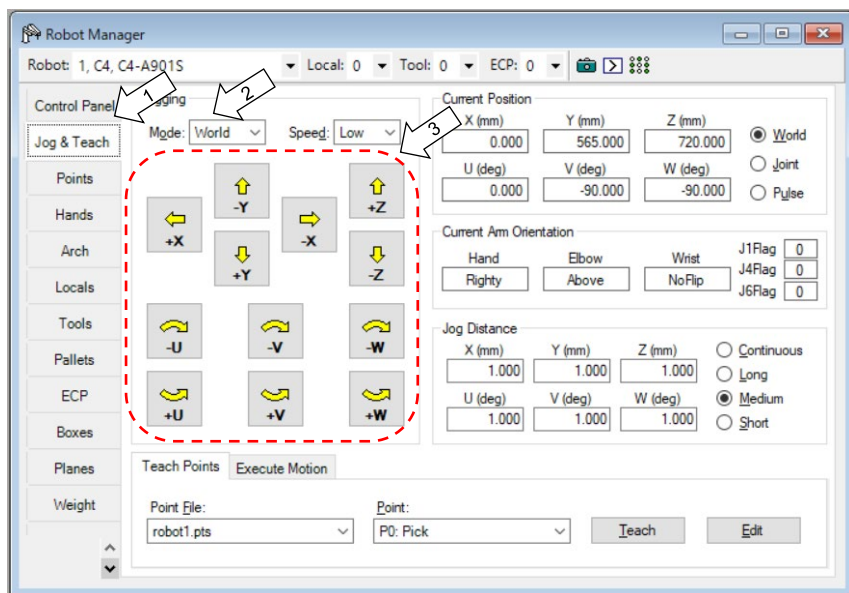 Robot Manager
Robot: 1, C4, C4-A901S Local: 0 Tool: 0 ECP: 0
Control Panel
Jog & Teach
Points
Hands
Arch
Locals
Tools
Pallets
ECP
Boxes
Planes
Weight
1
2
3
Mode: World Speed: Low
-Y
+Z
+X
-X
+Y
-Z
-U
-V
-W
+U
+V
+W
Current Position
X (mm) Y (mm) Z (mm)
0.000 565.000 720.000
U (deg) V (deg) W (deg)
0.000 -90.000 -90.000
World
Joint
Pulse
Current Arm Orientation
Hand Elbow Wrist
Righty Above NoFlip
J1Flag 0
J4Flag 0
J6Flag 0
Jog Distance
X (mm) Y (mm) Z (mm)
1.000 1.000 1.000
U (deg) V (deg) W (deg)
1.000 1.000 1.000
Continuous
Long
Medium
Short
Teach Points Execute Motion
Point File: Point:
robot1.pts P0: Pick Teach Edit